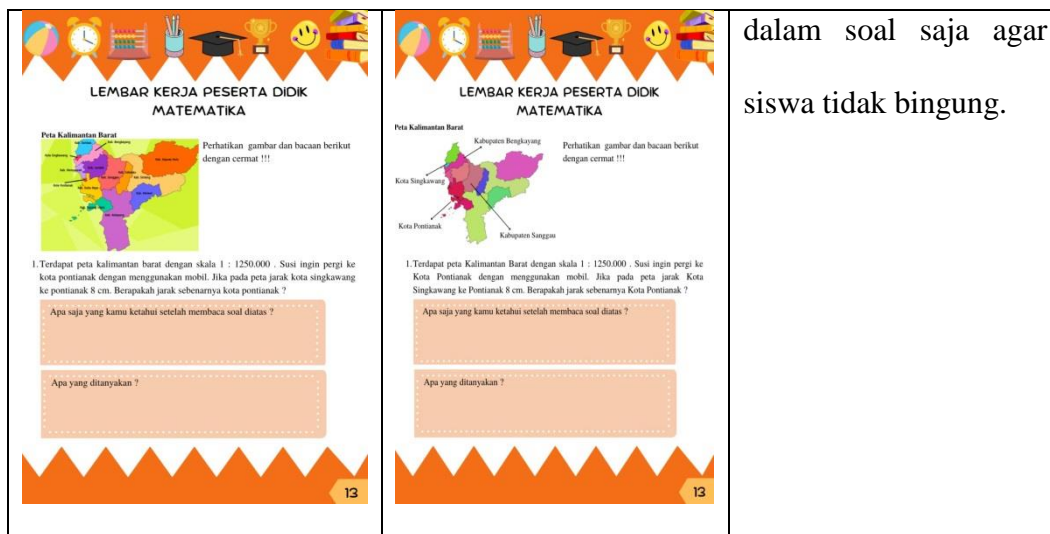 LEMBAR KERJA PESERTA DIDIK
MATEMATIKA
Peta Kalimantan Barat
Perhatikan gambar dan bacaan berikut
dengan cermat !!!
1. Terdapat peta kalimantan barat dengan skala 1 : 1250.000 . Susi ingin pergi ke
kota pontianak dengan menggunakan mobil. Jika pada peta jarak kota singkawang
ke pontianak 8 cm. Berapakah jarak sebenarnya kota pontianak ?
Apa saja yang kamu ketahui setelah membaca soal diatas ?
Apa yang ditanyakan ?
13
LEMBAR KERJA PESERTA DIDIK
MATEMATIKA
Peta Kalimantan Barat
Kabupaten Bengkayang
Kota Singkawang
Kota Pontianak
Kabupaten Sanggau
Perhatikan gambar dan bacaan berikut
dengan cermat !!!
1. Terdapat peta Kalimantan Barat dengan skala 1 : 1250.000 . Susi ingin pergi ke
Kota Pontianak dengan menggunakan mobil. Jika pada peta jarak Kota
Singkawang ke Pontianak 8 cm. Berapakah jarak sebenarnya Kota Pontianak ?
Apa saja yang kamu ketahui setelah membaca soal diatas ?
Apa yang ditanyakan ?
13
dalam soal saja agar
siswa tidak bingung.